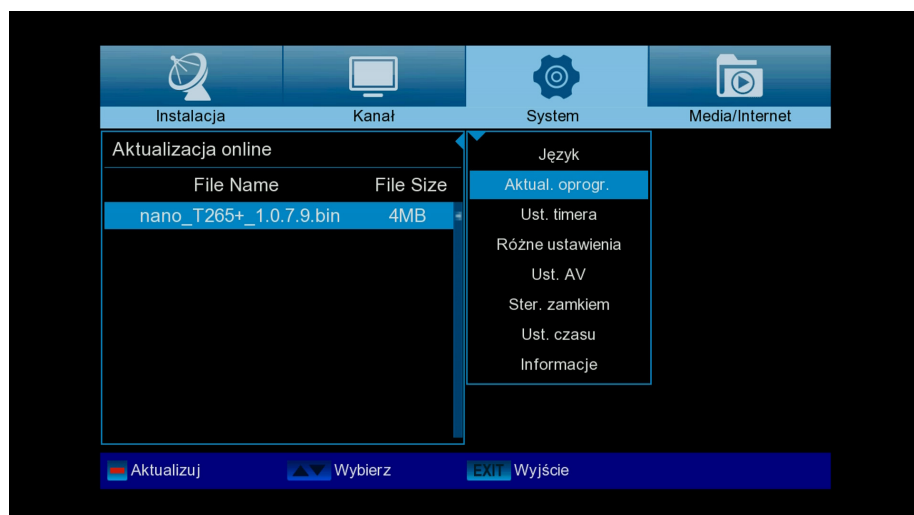 Instalacja
Kanał
System
Media/Internet
Aktualizacja online
File Name File Size
nano_T265+_1.0.7.9.bin 4MB
Język
Aktual. oprogr.
Ust. timera
Różne ustawienia
Ust. AV
Ster. zamkiem
Ust. czasu
Informacje
Aktualizuj
Wybierz
EXIT Wyjście